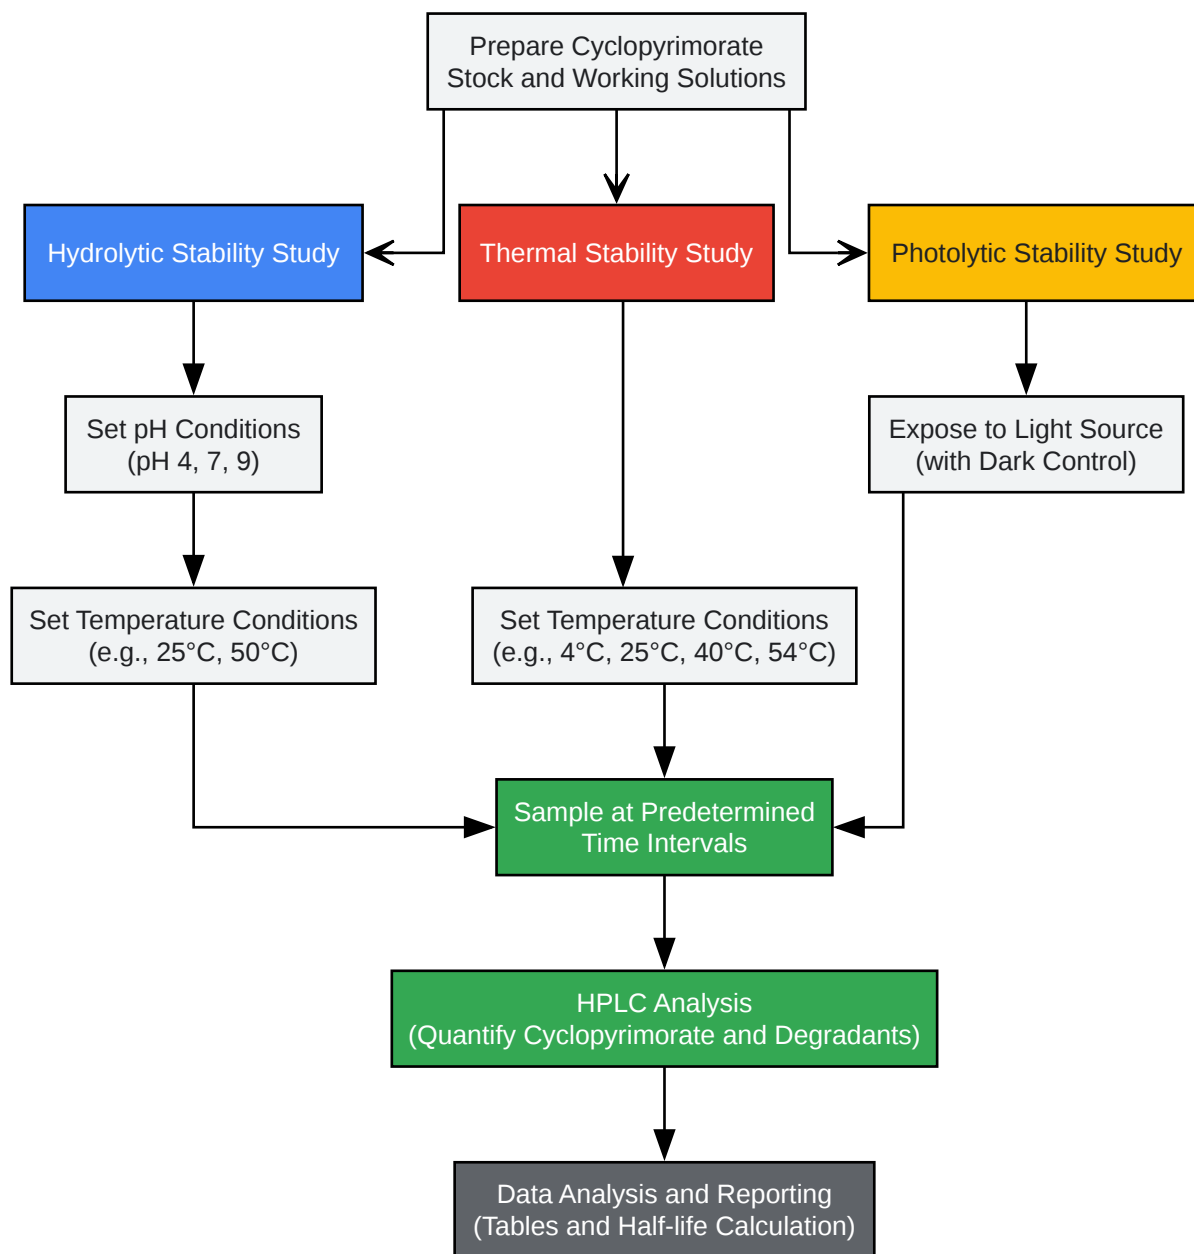 Prepare Cyclopyrimorate
Stock and Working Solutions
Hydrolytic Stability Study
Thermal Stability Study
Photolytic Stability Study
Set pH Conditions
(pH 4, 7, 9)
Expose to Light Source
(with Dark Control)
Set Temperature Conditions
(e.g., 25°C, 50°C)
Set Temperature Conditions
(e.g., 4°C, 25°C, 40°C, 54°C)
Sample at Predetermined
Time Intervals
HPLC Analysis
(Quantify Cyclopyrimorate and Degradants)
Data Analysis and Reporting
(Tables and Half-life Calculation)